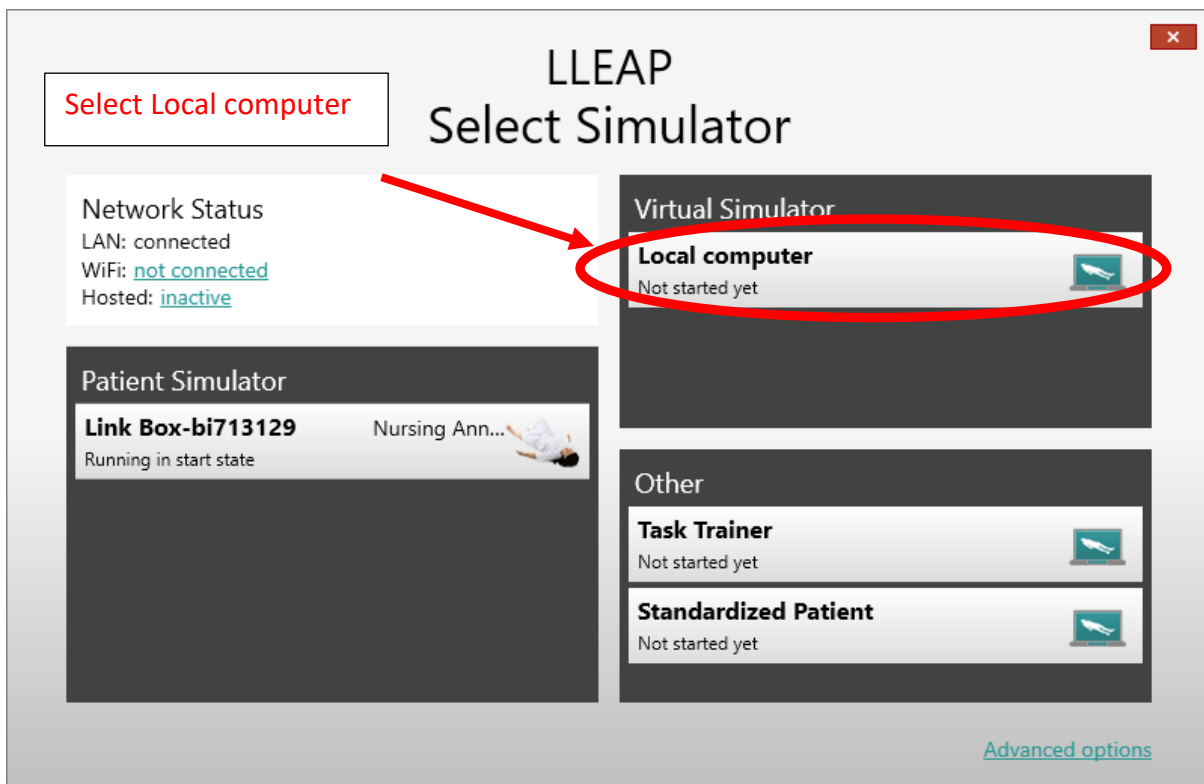 LLEAP
Select Simulator
Select Local computer
Network Status
LAN: connected
WiFi: not connected
Hosted: inactive
Virtual Simulator
Local computer
Not started yet
Patient Simulator
Link Box-bi713129 Nursing Ann...
Running in start state
Other
Task Trainer
Not started yet
Standardized Patient
Not started yet
Advanced options